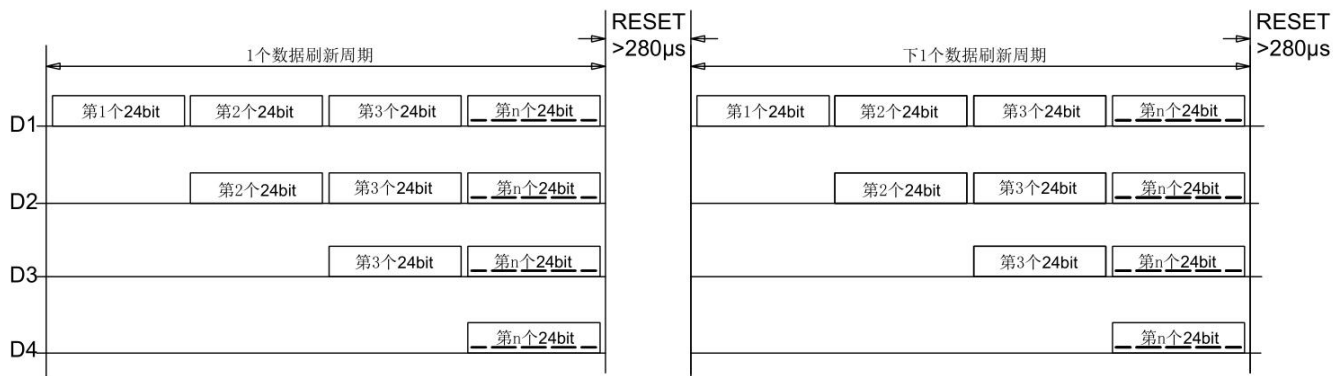 RESET
>280μs
RESET
>280μs
1个数据刷新周期
下1个数据刷新周期
D1 第1个24bit 第2个24bit 第3个24bit 第n个24bit 第1个24bit 第2个24bit 第3个24bit 第n个24bit
D2 第2个24bit 第3个24bit 第n个24bit 第2个24bit 第3个24bit 第n个24bit
D3 第3个24bit 第n个24bit 第3个24bit 第n个24bit
D4 第n个24bit 第n个24bit